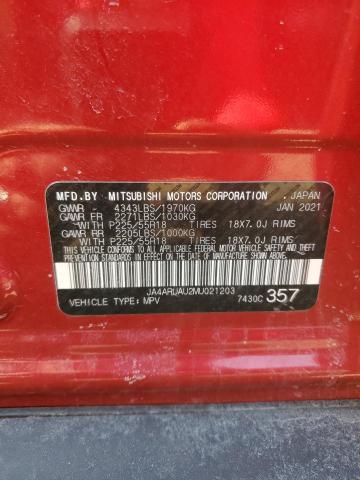 MFD.BY MITSUBISHI MOTORS CORPORATION , JAPAN
GVWR - 4343LBS/1970KG JAN 2021
GAWR FR 2271LBS/1030KG
-WITH P225/55R18 TIRES 18X7.0J RIMS
GAWR RR 2205LBS/1000KG
-WITH P225/55R18 TIRES 18X7.0J RIMS
THIS VEHICLE CONFORMS TO ALL APPLICABLE
FEDERAL MOTOR VEHICLE SAFETY, BUMPER AND THEFT
PREVENTION STANDARDS IN EFFECT ON THE DATE OF
MANUFACTURE SHOWN ABOVE.
JA4ARUAU2MU021203
VEHICLE TYPE: MPV 7430C 357